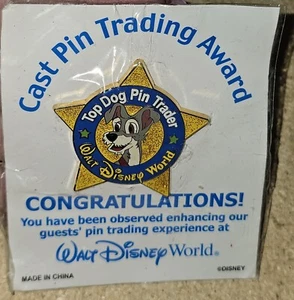 Cast Pin Trading Award
Top Dog Pin Trader
Walt Disney World
CONGRATULATIONS!
You have been observed enhancing our
guests' pin trading experience at
Walt Disney World®
MADE IN CHINA ©DISNEY